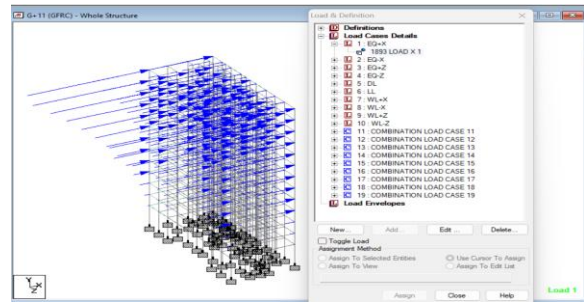 G+11 (GFRC) - Whole Structure
Load & Definition
Definitions
Load Cases Details
1 : EQ+X
1893 LOAD X 1
2 : EQ-X
3 : EQ+Z
4 : EQ-Z
5 : DL
6 : LL
7 : WL+X
8 : WL-X
9 : WL+Z
10 : WL-Z
11 : COMBINATION LOAD CASE 11
12 : COMBINATION LOAD CASE 12
13 : COMBINATION LOAD CASE 13
14 : COMBINATION LOAD CASE 14
15 : COMBINATION LOAD CASE 15
16 : COMBINATION LOAD CASE 16
17 : COMBINATION LOAD CASE 17
18 : COMBINATION LOAD CASE 18
19 : COMBINATION LOAD CASE 19
Load Envelopes
New... Add... Edit... Delete...
Toggle Load
Assignment Method
Assign To Selected Entities Use Cursor To Assign
Assign To View Assign To Edit List
Assign Close Help
Y
Z X
Load 1